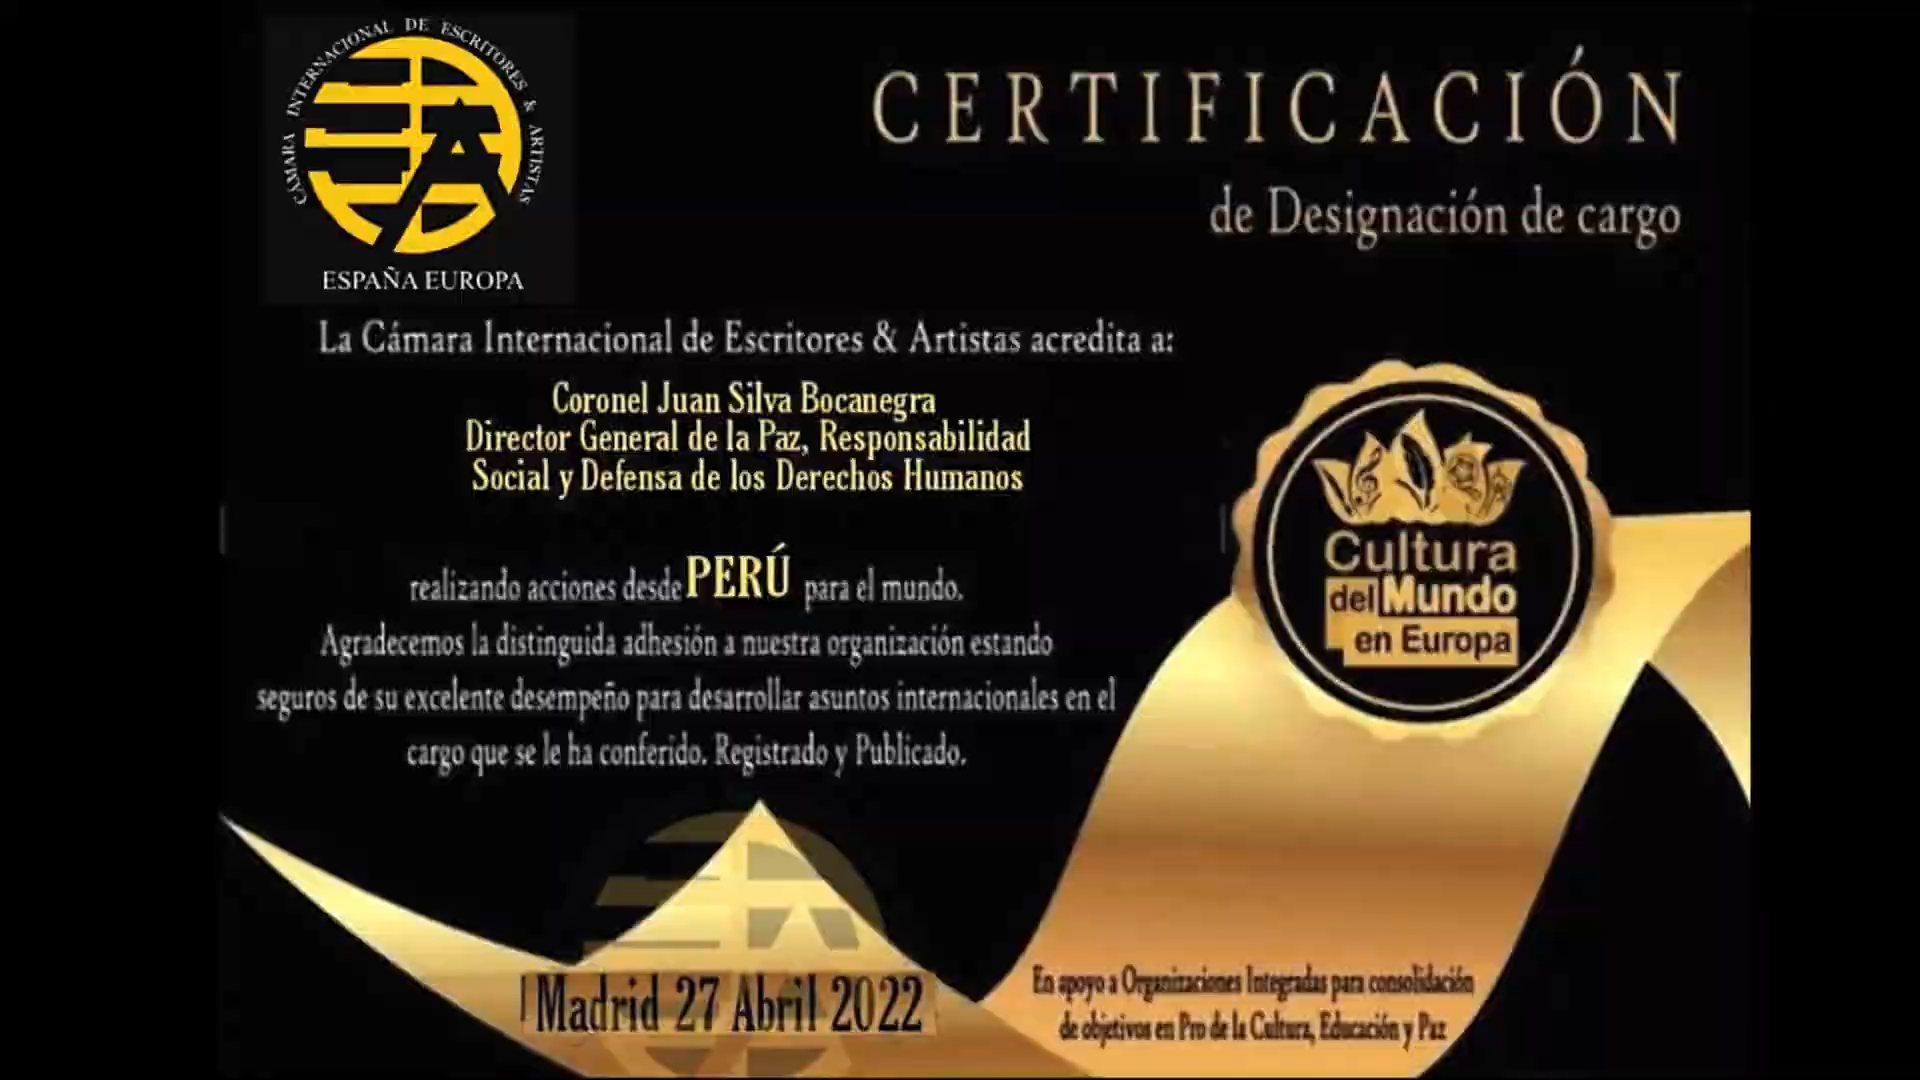 CÁMARA INTERNACIONAL DE ESCRITORES & ARTISTAS
ESPAÑA EUROPA
CERTIFICACIÓN
de Designación de cargo
La Cámara Internacional de Escritores & Artistas acredita a:
Coronel Juan Silva Bocanegra
Director General de la Paz, Responsabilidad
Social y Defensa de los Derechos Humanos
realizando acciones desde PERÚ para el mundo.
Agradecemos la distinguida adhesión a nuestra organización estando
seguros de su excelente desempeño para desarrollar asuntos internacionales en el
cargo que se le ha conferido. Registrado y Publicado.
Cultura
del Mundo
en Europa
Madrid 27 Abril 2022
En apoyo a Organizaciones Integradas para consolidación
de objetivos en Pro de la Cultura, Educación y Paz